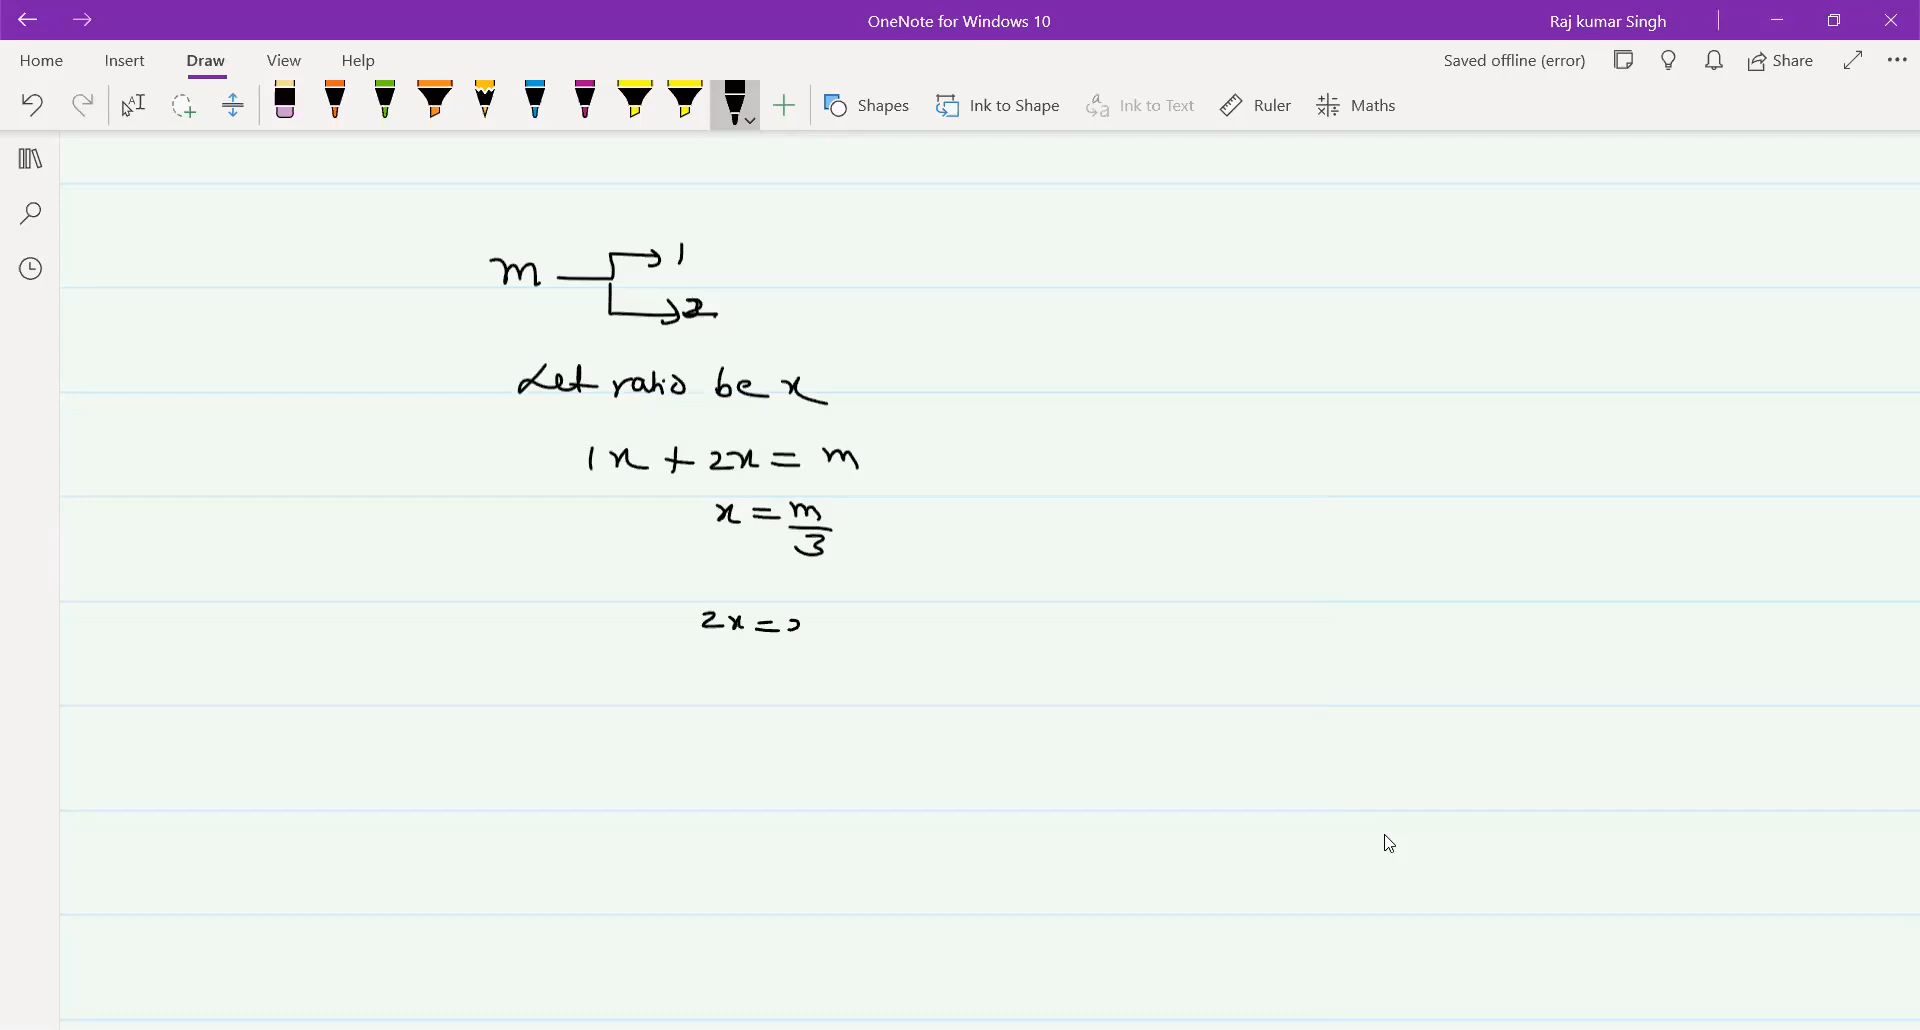 OneNote for Windows 10
Raj kumar Singh
Home Insert Draw View Help
Saved offline (error) Share
Shapes Ink to Shape Ink to Text Ruler Maths
m 1
2
Let ratio be x
1x + 2x = m
x = m/3
2x =